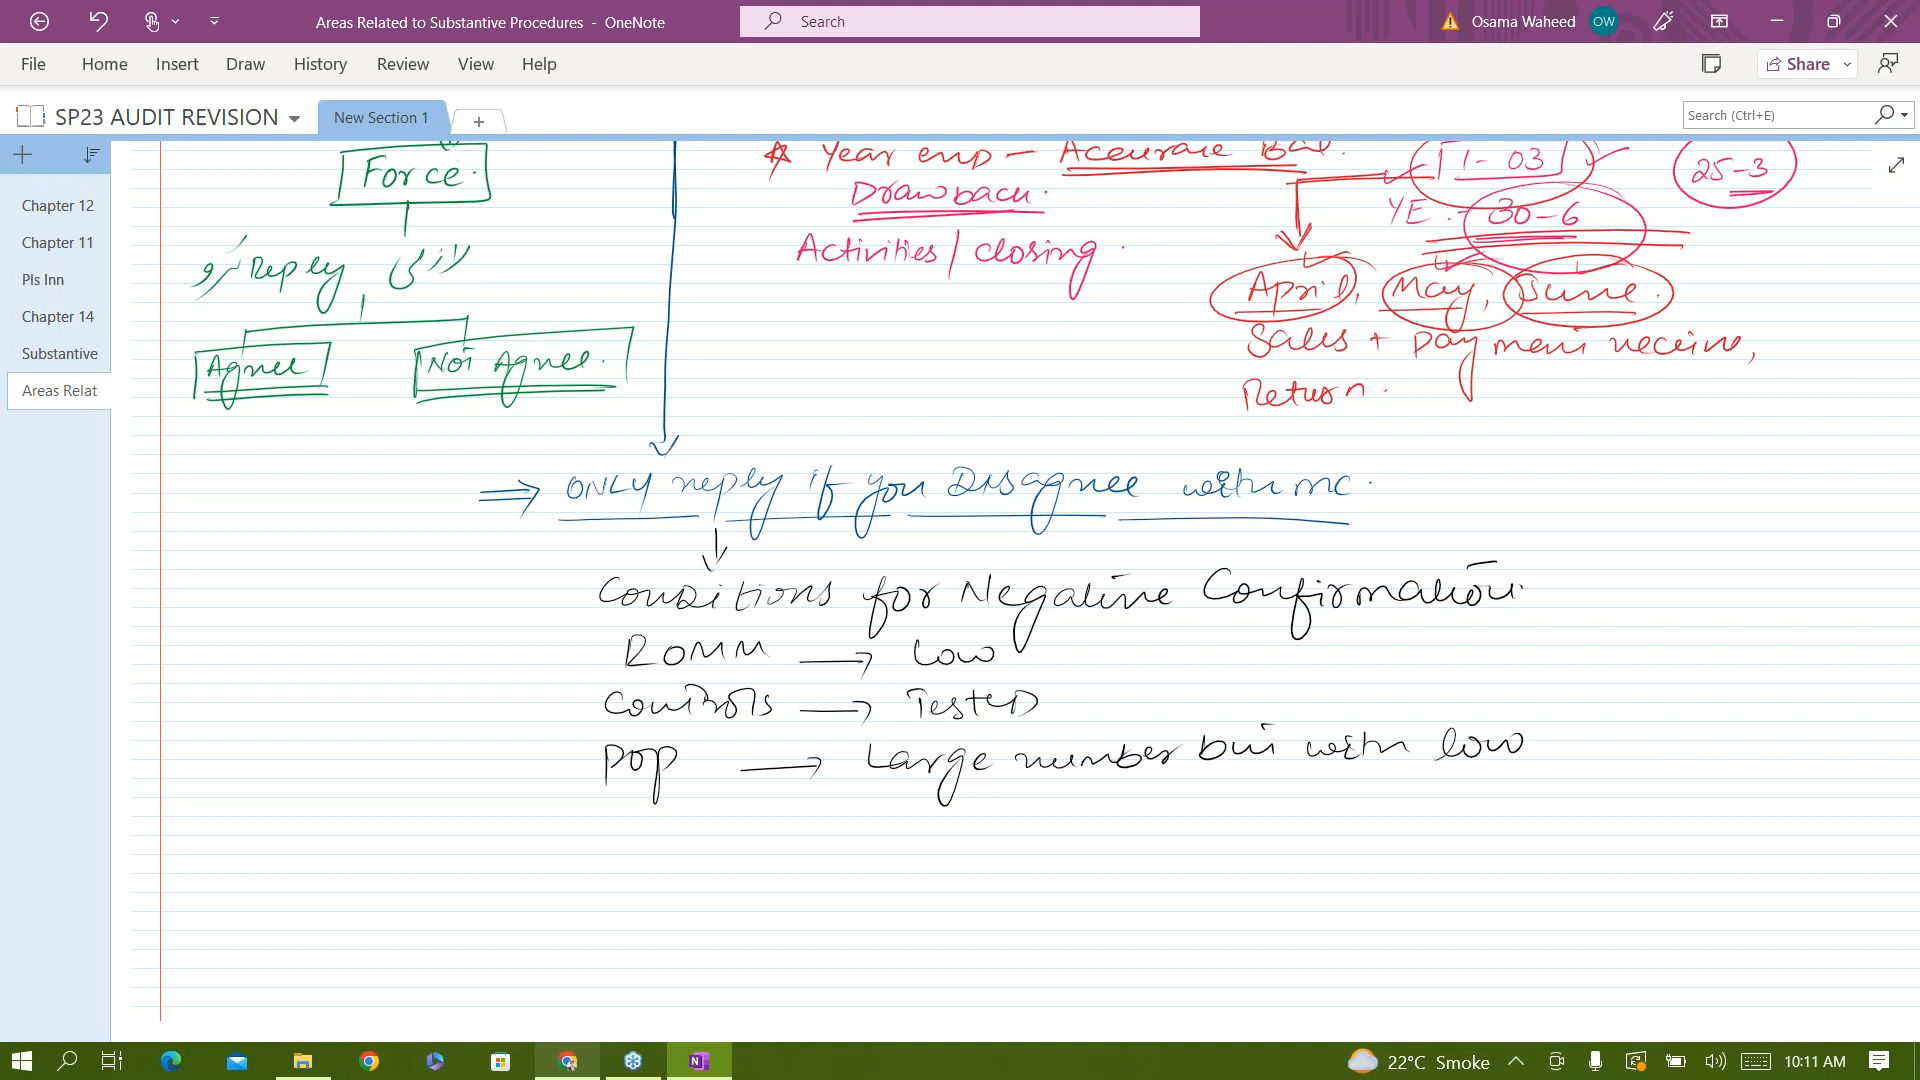 Areas Related to Substantive Procedures - OneNote
Search
Osama Waheed
OW
File Home Insert Draw History Review View Help
Share
SP23 AUDIT REVISION
New Section 1
Search (Ctrl+E)
Chapter 12
Chapter 11
Pls Inn
Chapter 14
Substantive
Areas Relat
Force.
Reply
Agree
Not Agree.
* Year end - Accurate Bal.
Drawback.
Activities / closing
31-03
25-3
YE. 30-6
April, May, June.
Sales + Payment receive,
Return.
⇒ ONLY reply if you DISagree with me.
Conditions for Negative Confirmation.
ROMM → Low
Controls → TestED
POP → Large number but with low
22°C Smoke
10:11 AM